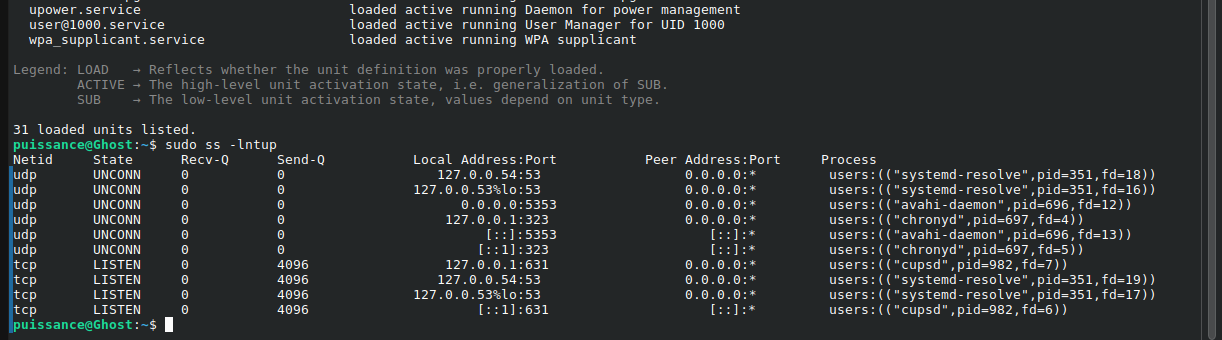 upower.service loaded active running Daemon for power management
user@1000.service loaded active running User Manager for UID 1000
wpa_supplicant.service loaded active running WPA supplicant
Legend: LOAD → Reflects whether the unit definition was properly loaded.
ACTIVE → The high-level unit activation state, i.e. generalization of SUB.
SUB → The low-level unit activation state, values depend on unit type.
31 loaded units listed.
puissance@Ghost:~$ sudo ss -lntup
Netid State Recv-Q Send-Q Local Address:Port Peer Address:Port Process
udp UNCONN 0 0 127.0.0.54:53 0.0.0.0:* users:(("systemd-resolve",pid=351,fd=18))
udp UNCONN 0 0 127.0.0.53%lo:53 0.0.0.0:* users:(("systemd-resolve",pid=351,fd=16))
udp UNCONN 0 0 0.0.0.0:5353 0.0.0.0:* users:(("avahi-daemon",pid=696,fd=12))
udp UNCONN 0 0 127.0.0.1:323 0.0.0.0:* users:(("chronyd",pid=697,fd=4))
udp UNCONN 0 0 [::]:5353 [::]:* users:(("avahi-daemon",pid=696,fd=13))
udp UNCONN 0 0 [::1]:323 [::]:* users:(("chronyd",pid=697,fd=5))
tcp LISTEN 0 4096 127.0.0.1:631 0.0.0.0:* users:(("cupsd",pid=982,fd=7))
tcp LISTEN 0 4096 127.0.0.54:53 0.0.0.0:* users:(("systemd-resolve",pid=351,fd=19))
tcp LISTEN 0 4096 127.0.0.53%lo:53 0.0.0.0:* users:(("systemd-resolve",pid=351,fd=17))
tcp LISTEN 0 4096 [::1]:631 [::]:* users:(("cupsd",pid=982,fd=6))
puissance@Ghost:~$